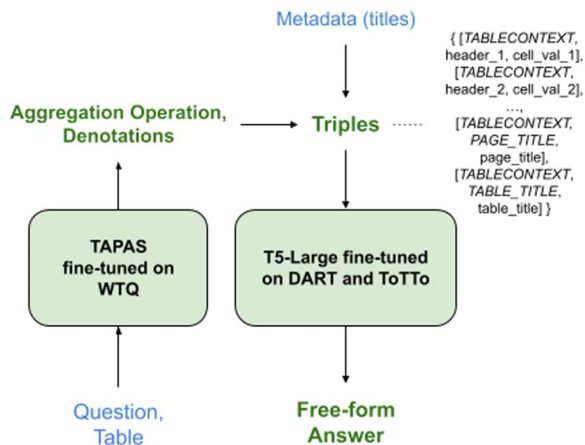 Metadata (titles)
{ [TABLECONTEXT,
header_1, cell_val_1],
[TABLECONTEXT,
header_2, cell_val_2],
...,
[TABLECONTEXT,
PAGE_TITLE,
page_title],
[TABLECONTEXT,
TABLE_TITLE,
table_title] }
Aggregation Operation,
Denotations
Triples
TAPAS
fine-tuned on
WTQ
T5-Large fine-tuned
on DART and ToTTo
Question,
Table
Free-form
Answer